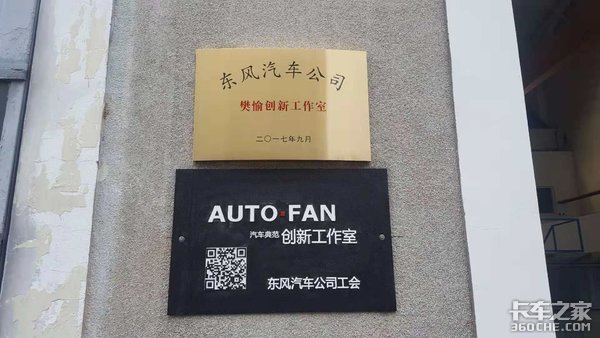 东风汽车公司
樊愉创新工作室
二〇一七年九月
AUTO·FAN
汽车典范 创新工作室
东风汽车公司工会
卡车之家
360CHE.COM